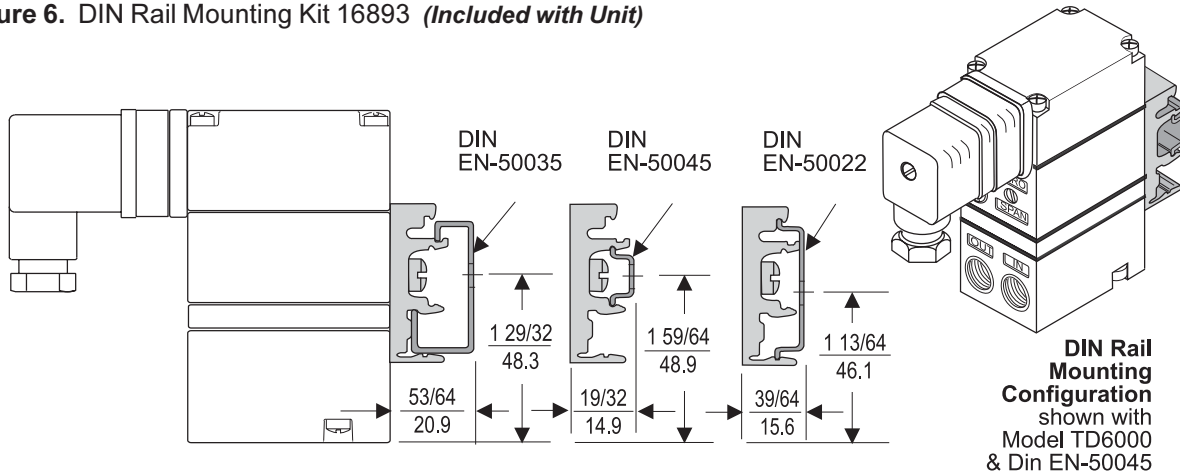 ure 6. DIN Rail Mounting Kit 16893 (Included with Unit)
DIN
EN-50035
DIN
EN-50045
DIN
EN-50022
1 29/32
48.3
1 59/64
48.9
1 13/64
46.1
53/64
20.9
19/32
14.9
39/64
15.6
RO
SPAN
OUT
IN
DIN Rail
Mounting
Configuration
shown with
Model TD6000
& Din EN-50045